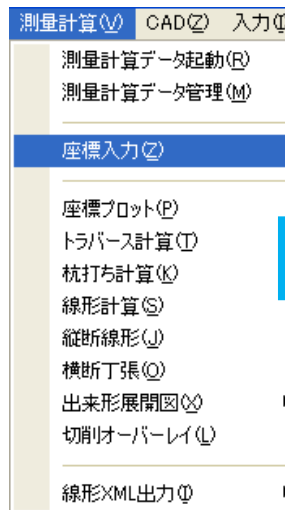 測量計算(V) CAD(Z) 入力(I
測量計算データ起動(R)
測量計算データ管理(M)
座標入力(Z)
座標プロット(P)
トラバース計算(T)
杭打ち計算(K)
線形計算(S)
縦断線形(J)
横断丁張(O)
出来形展開図(X)
切削オーバーレイ(L)
線形XML出力(I)